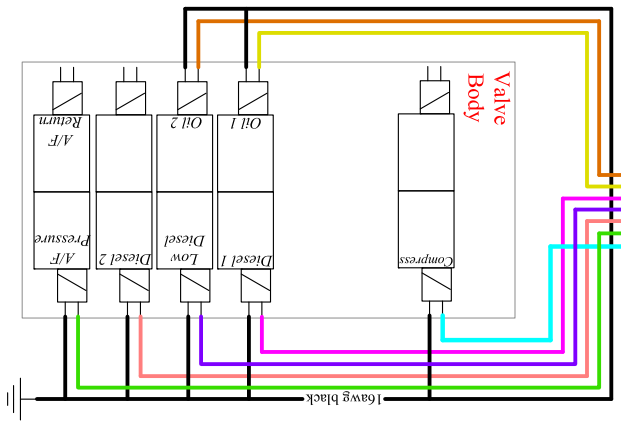 Valve
Body
Return
A/F
Oil 2
Oil 1
Pressure
A/F
Diesel 2
Diesel
Low
Diesel 1
Compress
16awg black